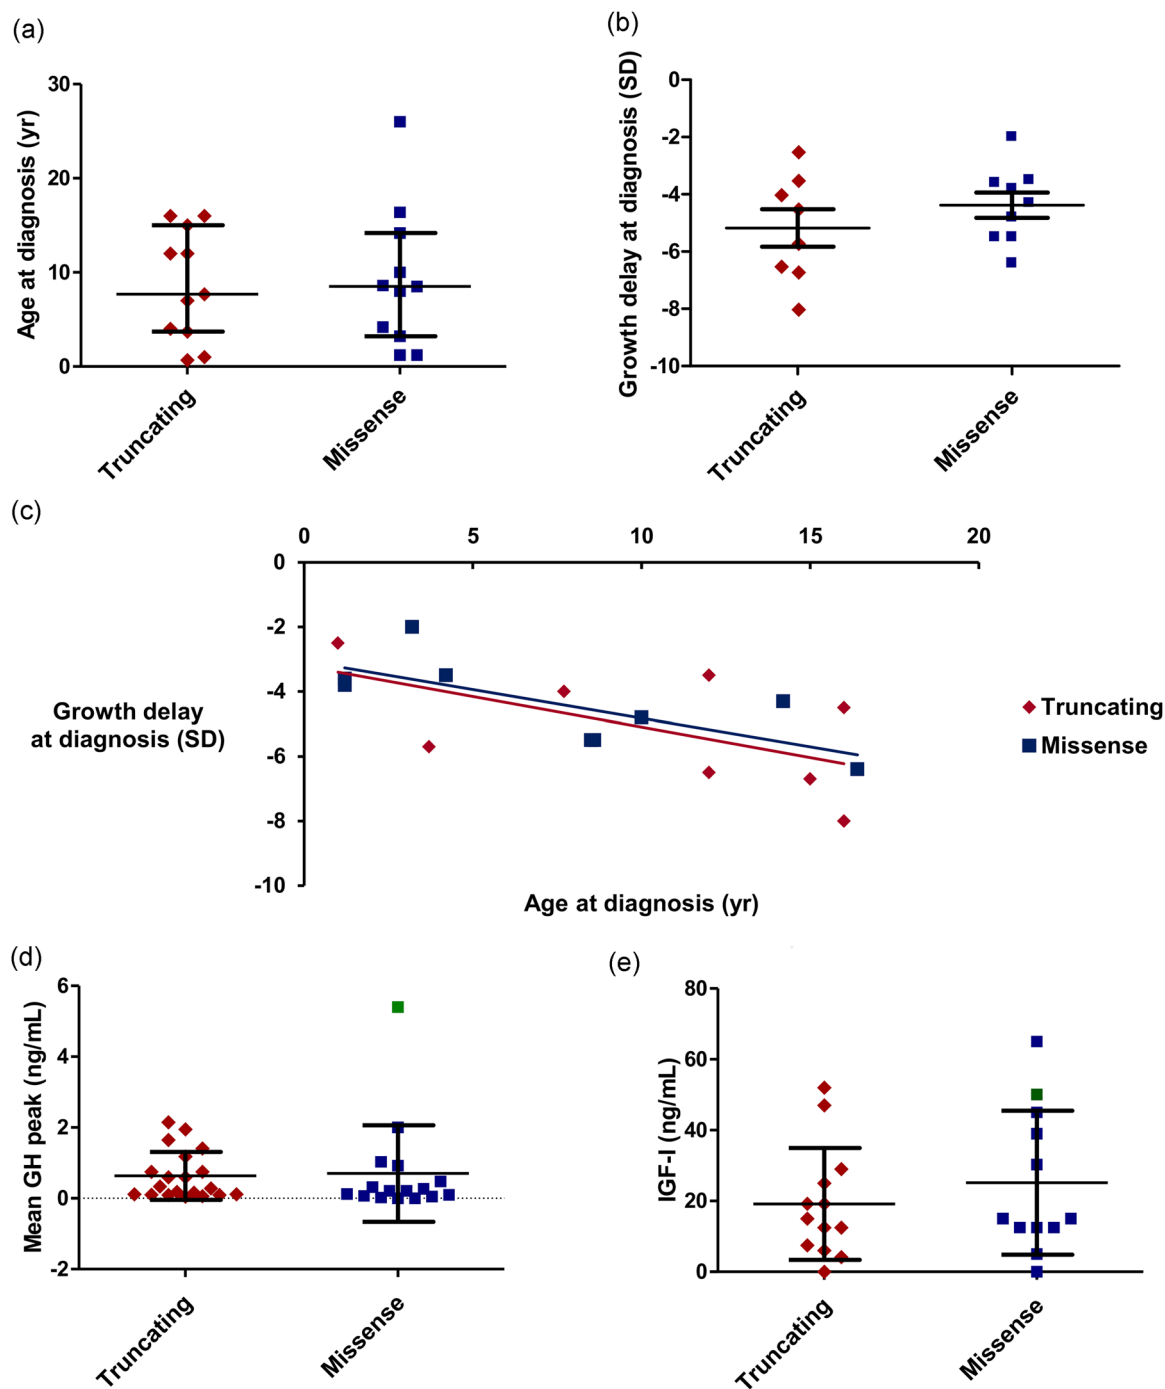 (a)
30
20
10
0
Age at diagnosis (yr)
Truncating
Missense
(b)
0
-2
-4
-6
-8
-10
Growth delay at diagnosis (SD)
Truncating
Missense
(c)
0 5 10 15 20
0
-2
-4
-6
-8
-10
Growth delay
at diagnosis (SD)
Age at diagnosis (yr)
Truncating
Missense
(d)
6
4
2
0
-2
Mean GH peak (ng/mL)
Truncating
Missense
(e)
80
60
40
20
0
IGF-I (ng/mL)
Truncating
Missense